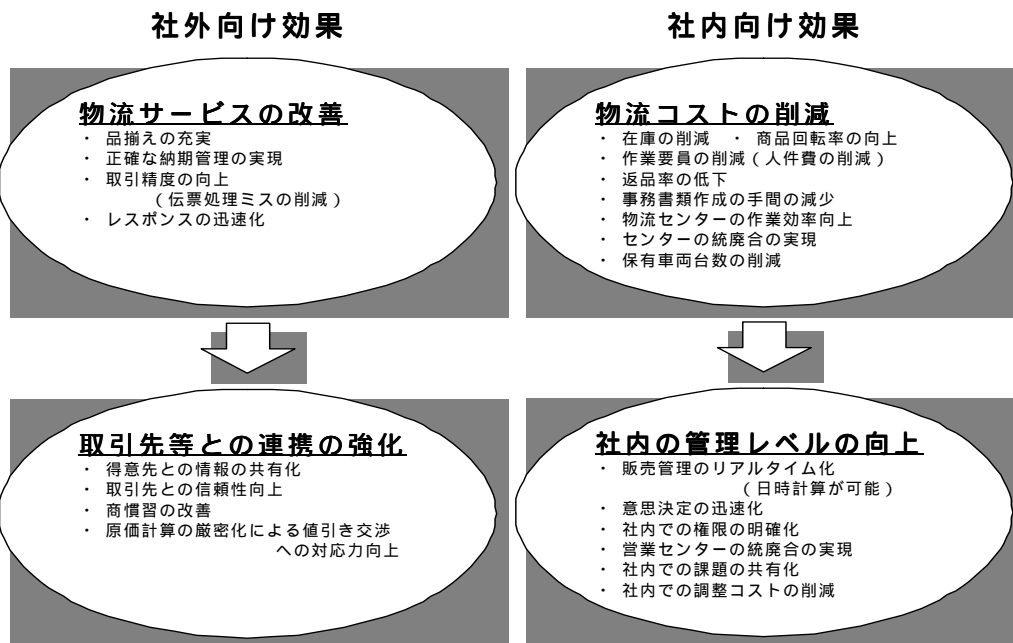 社外向け効果
物流サービスの改善
・ 品揃えの充実
・ 正確な納期管理の実現
・ 取引精度の向上
（伝票処理ミスの削減）
・ レスポンスの迅速化
取引先等との連携の強化
・ 得意先との情報の共有化
・ 取引先との信頼性向上
・ 商慣習の改善
・ 原価計算の厳密化による値引き交渉
への対応力向上
社内向け効果
物流コストの削減
・ 在庫の削減 ・ 商品回転率の向上
・ 作業要員の削減（人件費の削減）
・ 返品率の低下
・ 事務書類作成の手間の減少
・ 物流センターの作業効率向上
・ センターの統廃合の実現
・ 保有車両台数の削減
社内の管理レベルの向上
・ 販売管理のリアルタイム化
（日時計算が可能）
・ 意思決定の迅速化
・ 社内での権限の明確化
・ 営業センターの統廃合の実現
・ 社内での課題の共有化
・ 社内での調整コストの削減